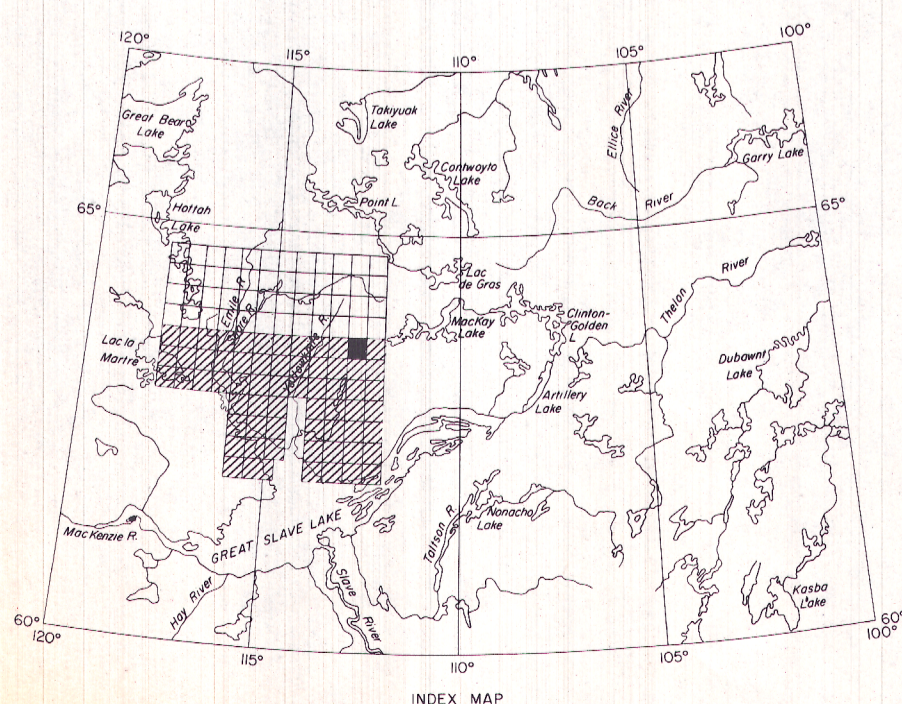 120°
115°
110°
105°
100°
Great Bear
Lake
Takiyuak
Lake
Contwoyto
Lake
Ellice River
Garry Lake
Point L
Back River
65°
65°
Hottah
Lake
Lac
de Gras
Thelon River
Emile R.
Snare R.
Yellowknife R.
MacKay
Lake
Clinton-
Golden
L
Lac la
Martre
Dubawnt
Lake
Artillery
Lake
MacKenzie R.
GREAT SLAVE LAKE
Taltson R.
Nonacho
Lake
Hay River
Slave River
Kasba
Lake
60°
120°
115°
110°
105°
60°
100°
INDEX MAP